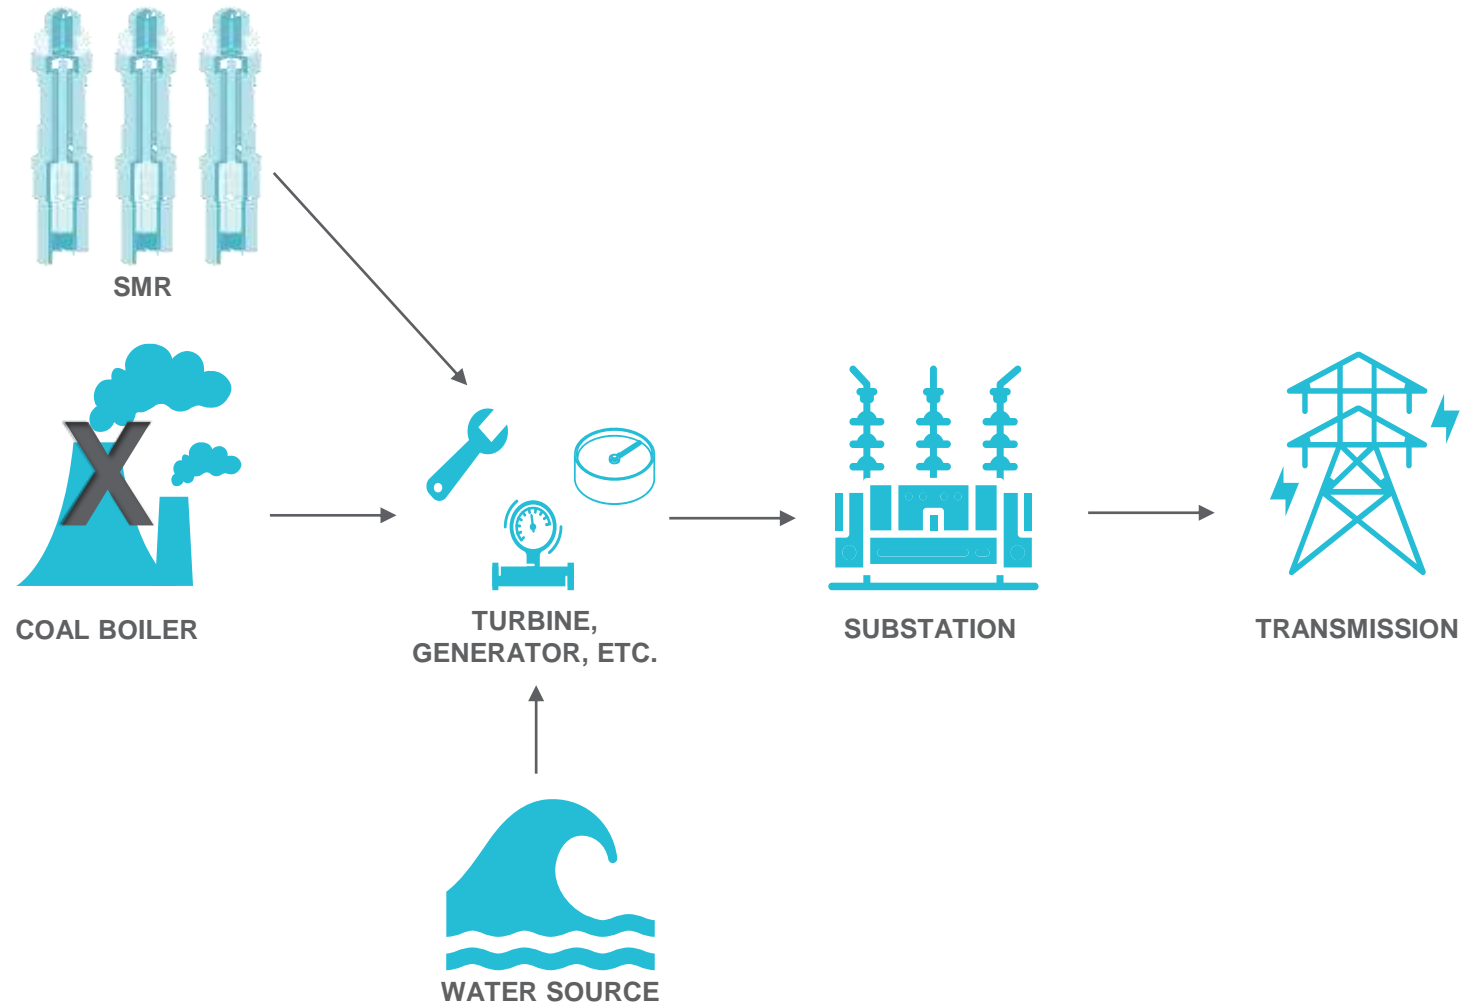 SMR
COAL BOILER
TURBINE,
GENERATOR, ETC.
SUBSTATION
TRANSMISSION
WATER SOURCE